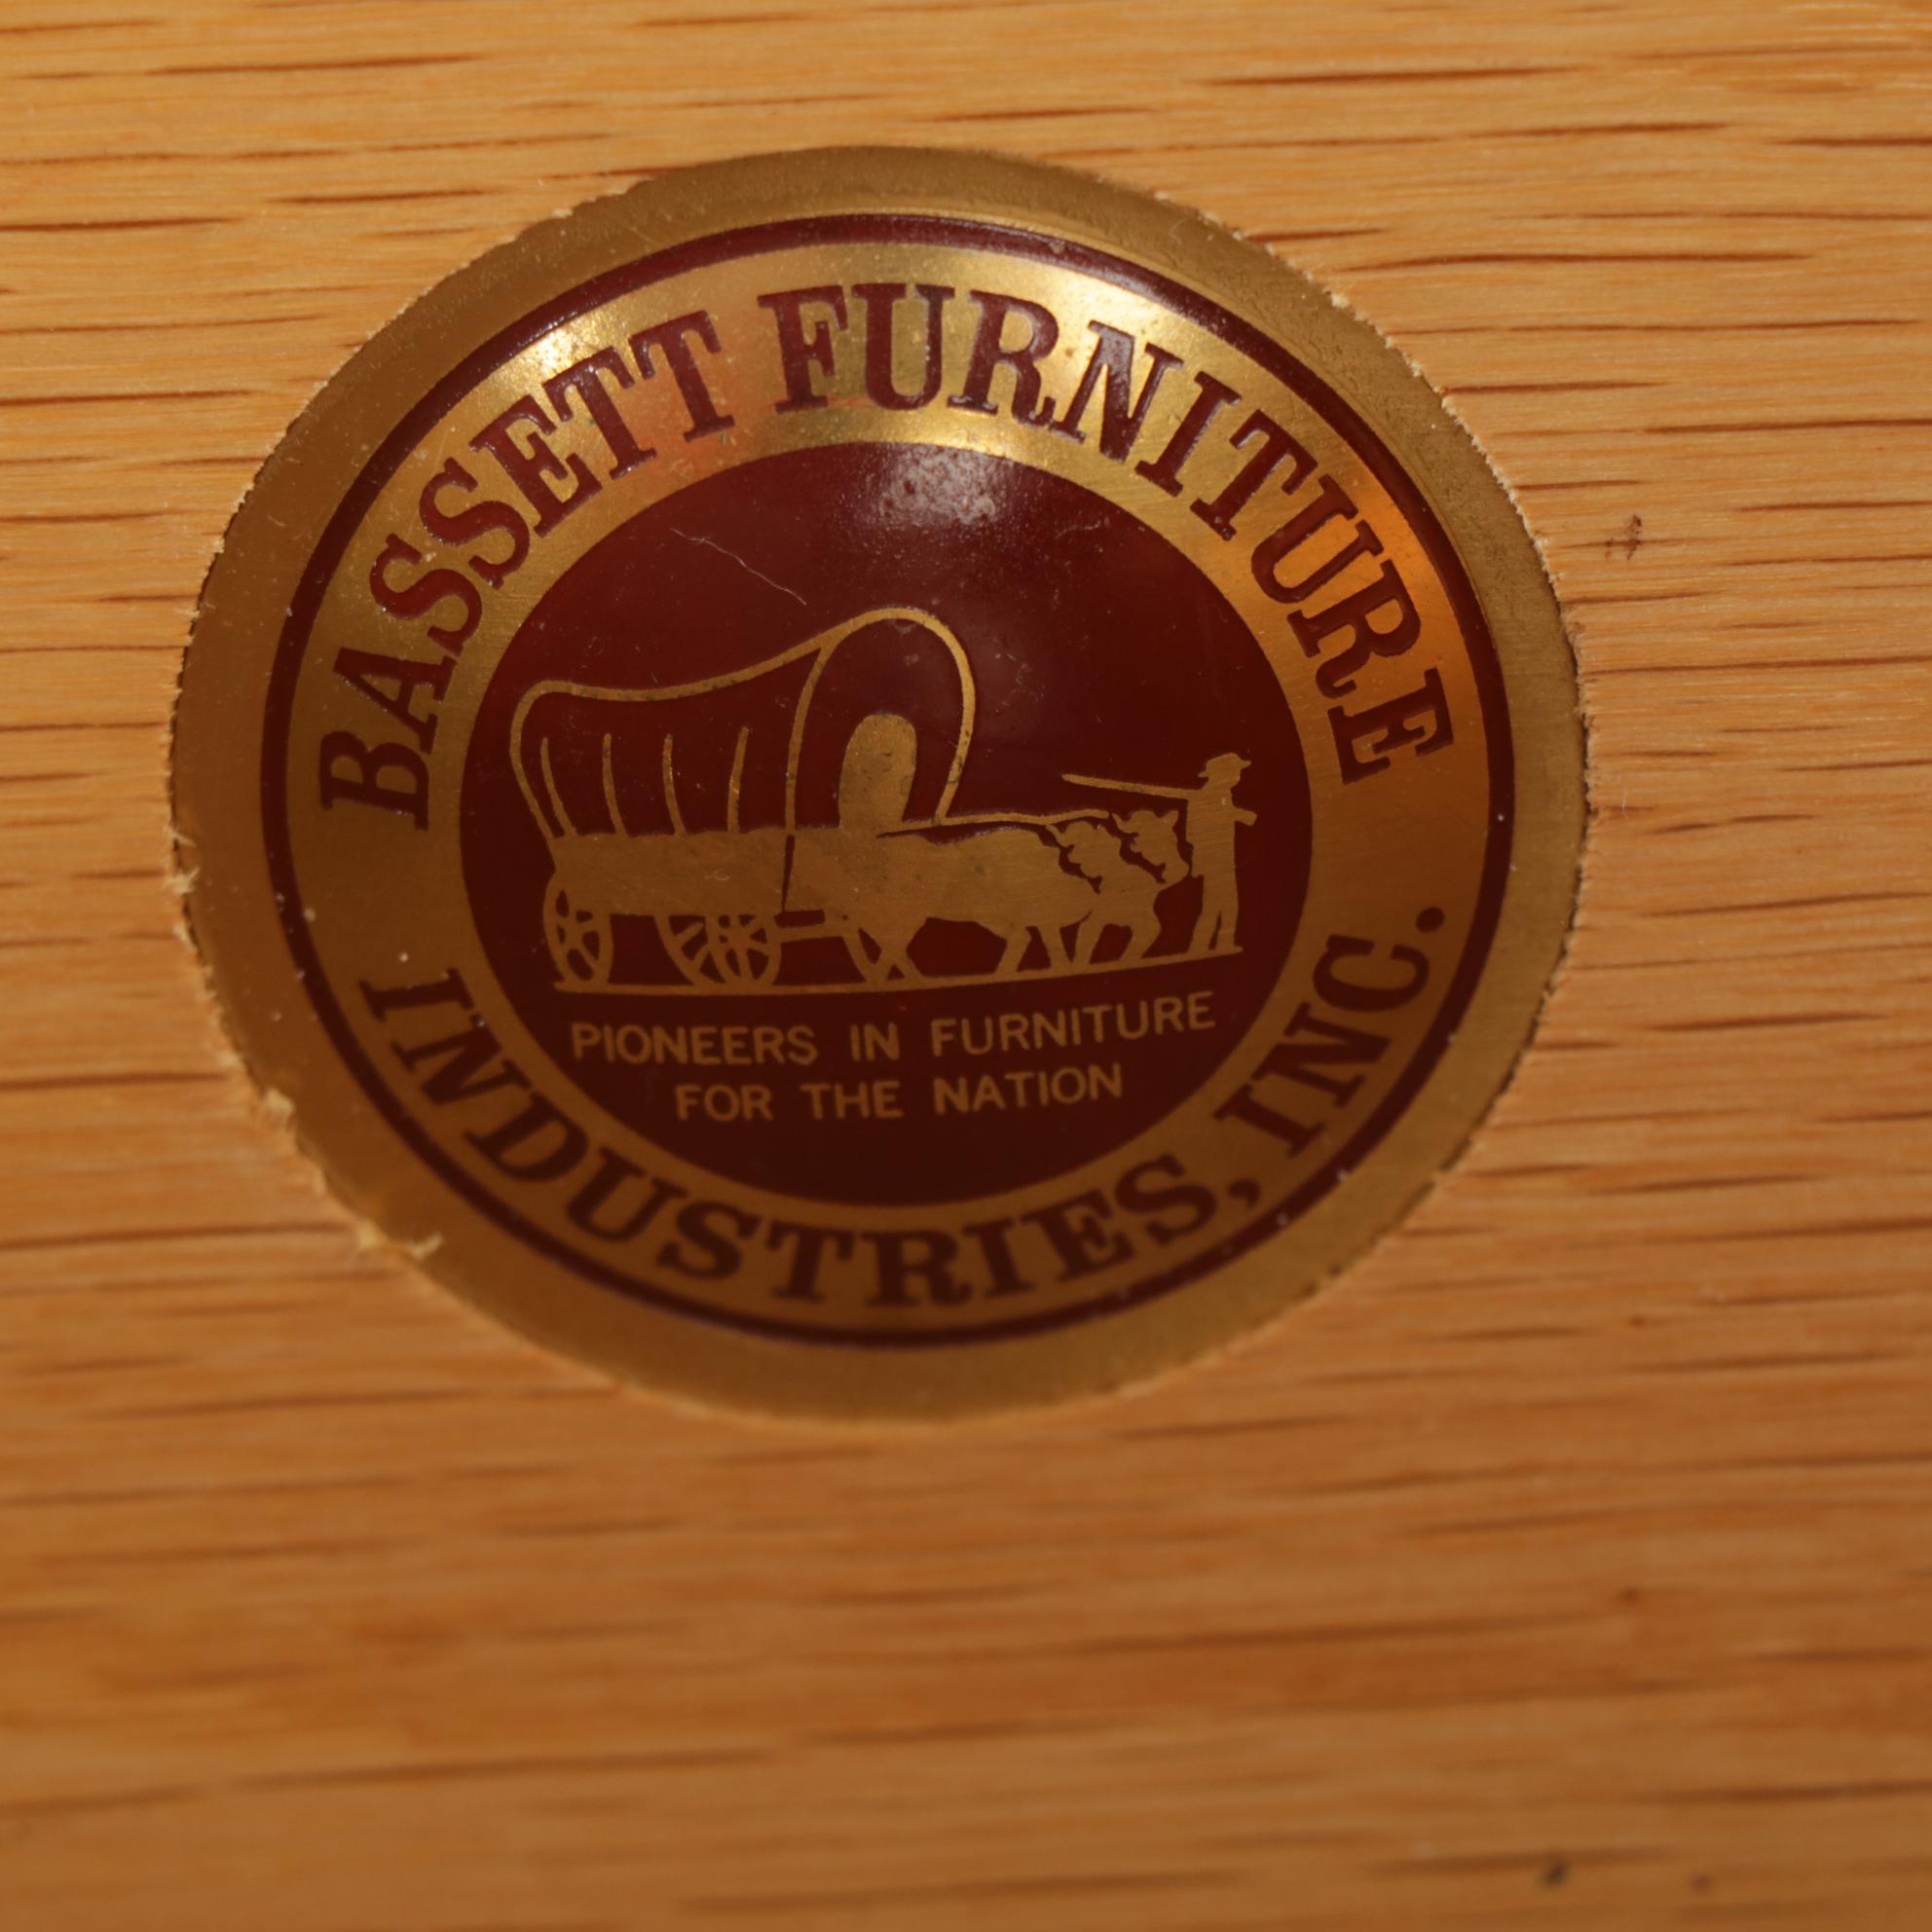 BASSETT FURNITURE
INDUSTRIES, INC.
PIONEERS IN FURNITURE
FOR THE NATION